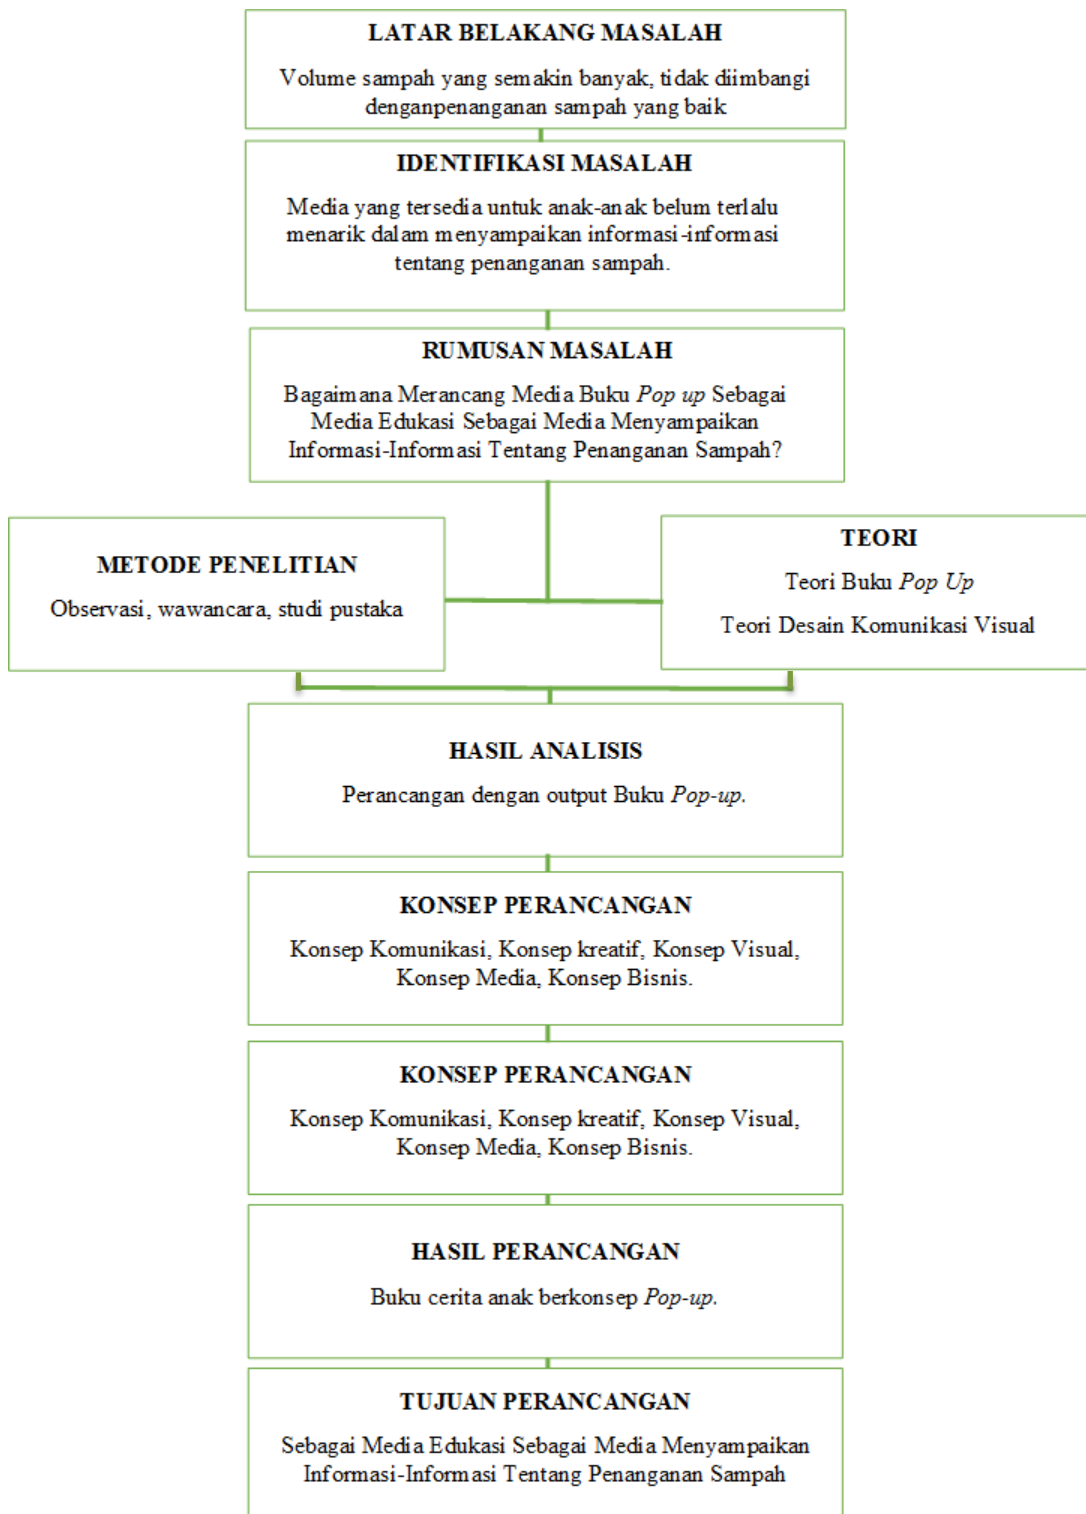 LATAR BELAKANG MASALAH
Volume sampah yang semakin banyak, tidak diimbangi
denganpenanganan sampah yang baik
IDENTIFIKASI MASALAH
Media yang tersedia untuk anak-anak belum terlalu
menarik dalam menyampaikan informasi-informasi
tentang penanganan sampah.
RUMUSAN MASALAH
Bagaimana Merancang Media Buku Pop up Sebagai
Media Edukasi Sebagai Media Menyampaikan
Informasi-Informasi Tentang Penanganan Sampah?
METODE PENELITIAN
Observasi, wawancara, studi pustaka
TEORI
Teori Buku Pop Up
Teori Desain Komunikasi Visual
HASIL ANALISIS
Perancangan dengan output Buku Pop-up.
KONSEP PERANCANGAN
Konsep Komunikasi, Konsep kreatif, Konsep Visual,
Konsep Media, Konsep Bisnis.
KONSEP PERANCANGAN
Konsep Komunikasi, Konsep kreatif, Konsep Visual,
Konsep Media, Konsep Bisnis.
HASIL PERANCANGAN
Buku cerita anak berkonsep Pop-up.
TUJUAN PERANCANGAN
Sebagai Media Edukasi Sebagai Media Menyampaikan
Informasi-Informasi Tentang Penanganan Sampah